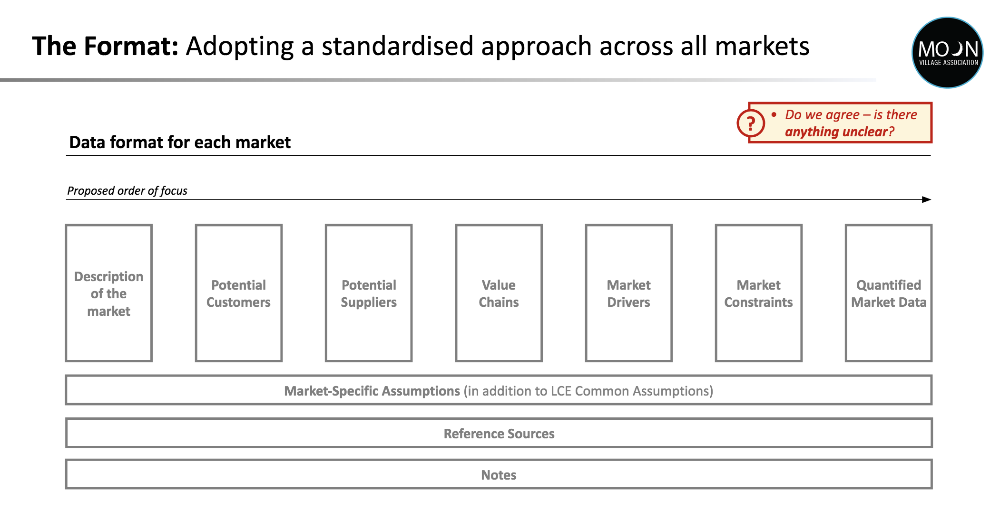 The Format: Adopting a standardised approach across all markets
MOON
VILLAGE ASSOCIATION
?
• Do we agree – is there
anything unclear?
Data format for each market
Proposed order of focus
Description
of the
market
Potential
Customers
Potential
Suppliers
Value
Chains
Market
Drivers
Market
Constraints
Quantified
Market Data
Market-Specific Assumptions (in addition to LCE Common Assumptions)
Reference Sources
Notes